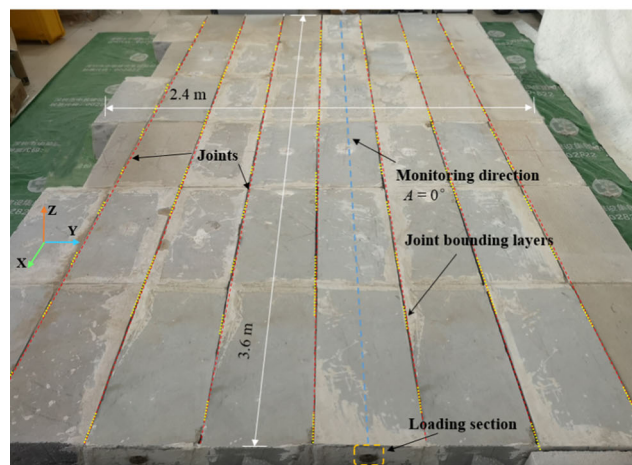 2.4 m
Joints
Monitoring direction
A = 0°
Z
Y
X
Joint bounding layers
3.6 m
Loading section